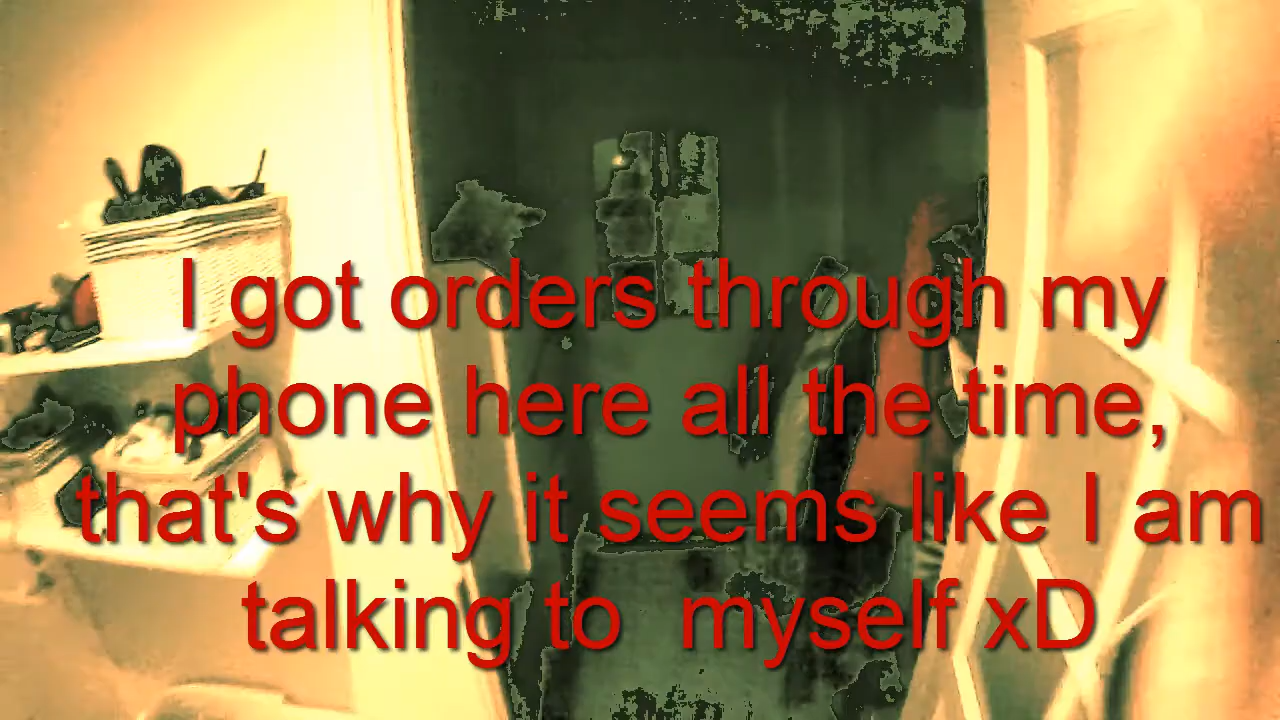 I got orders through my
phone here all the time,
that's why it seems like I am
talking to  myself xD